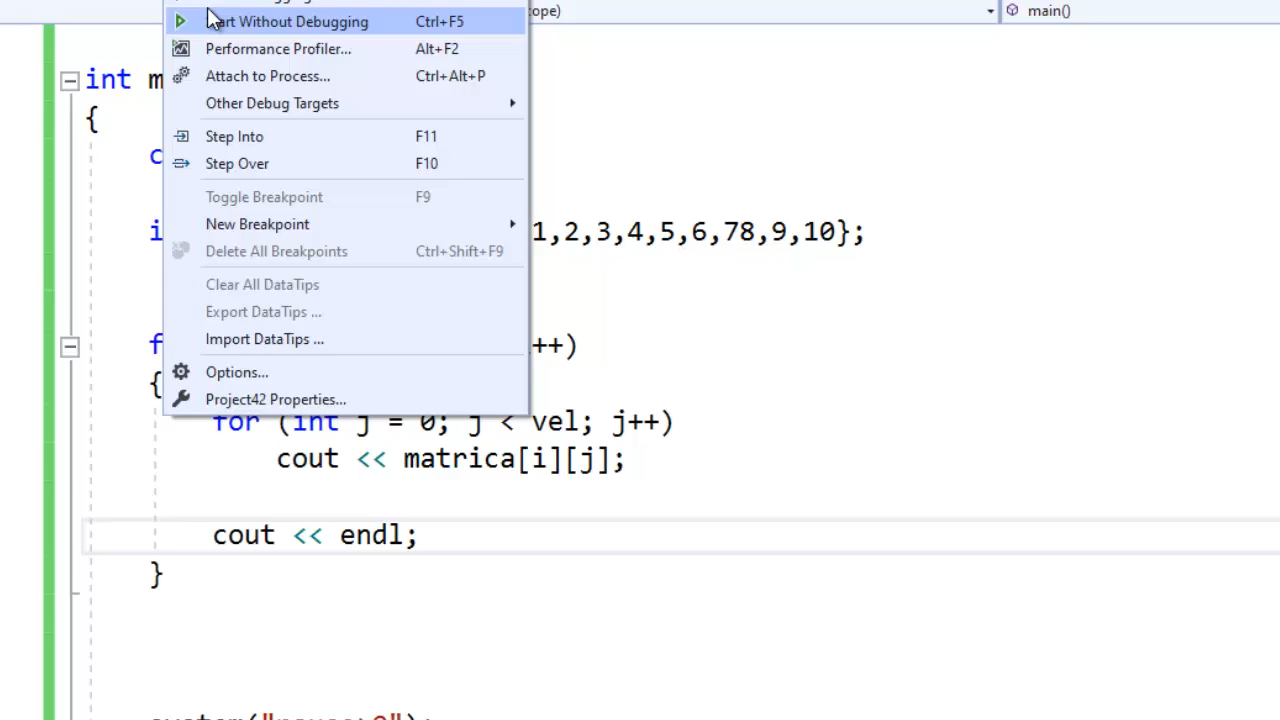 ope) main()
Start Without Debugging Ctrl+F5
Performance Profiler... Alt+F2
Attach to Process... Ctrl+Alt+P
Other Debug Targets
Step Into F11
Step Over F10
Toggle Breakpoint F9
New Breakpoint
Delete All Breakpoints Ctrl+Shift+F9
Clear All DataTips
Export DataTips ...
Import DataTips ...
Options...
Project42 Properties...
int m
{
c
i 1,2,3,4,5,6,78,9,10};
f ++)
{
for (int j = 0; j < vel; j++)
cout << matrica[i][j];
cout << endl;
}